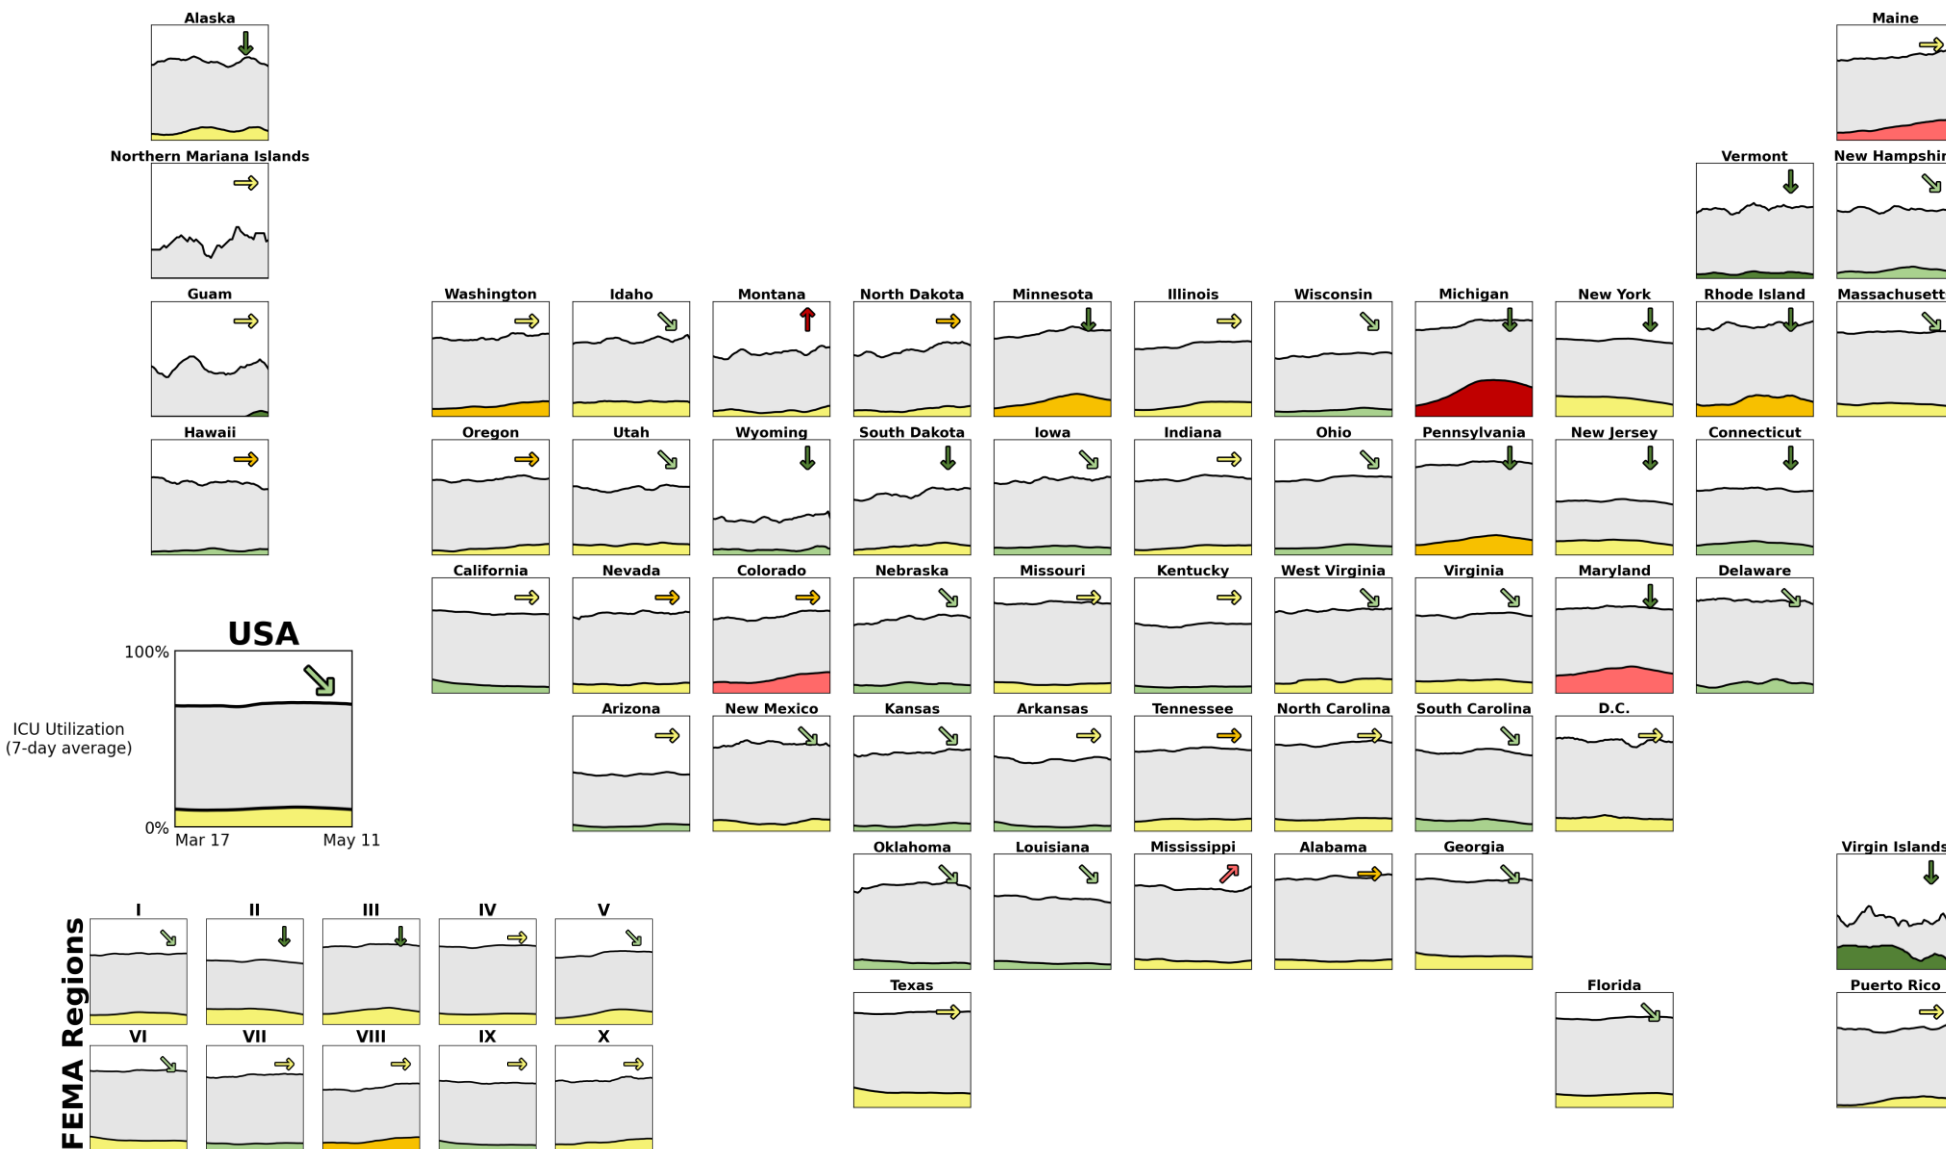 Alaska
Maine
Northern Mariana Islands
Vermont
New Hampshir
Guam
Washington
Idaho
Montana
North Dakota
Minnesota
Illinois
Wisconsin
Michigan
New York
Rhode Island
Massachusett
Hawaii
Oregon
Utah
Wyoming
South Dakota
Iowa
Indiana
Ohio
Pennsylvania
New Jersey
Connecticut
California
Nevada
Colorado
Nebraska
Missouri
Kentucky
West Virginia
Virginia
Maryland
Delaware
USA
100%
ICU Utilization
(7-day average)
0%
Mar 17
May 11
Arizona
New Mexico
Kansas
Arkansas
Tennessee
North Carolina
South Carolina
D.C.
Oklahoma
Louisiana
Mississippi
Alabama
Georgia
Virgin Islands
Texas
Florida
Puerto Rico
FEMA Regions
I
II
III
IV
V
VI
VII
VIII
IX
X